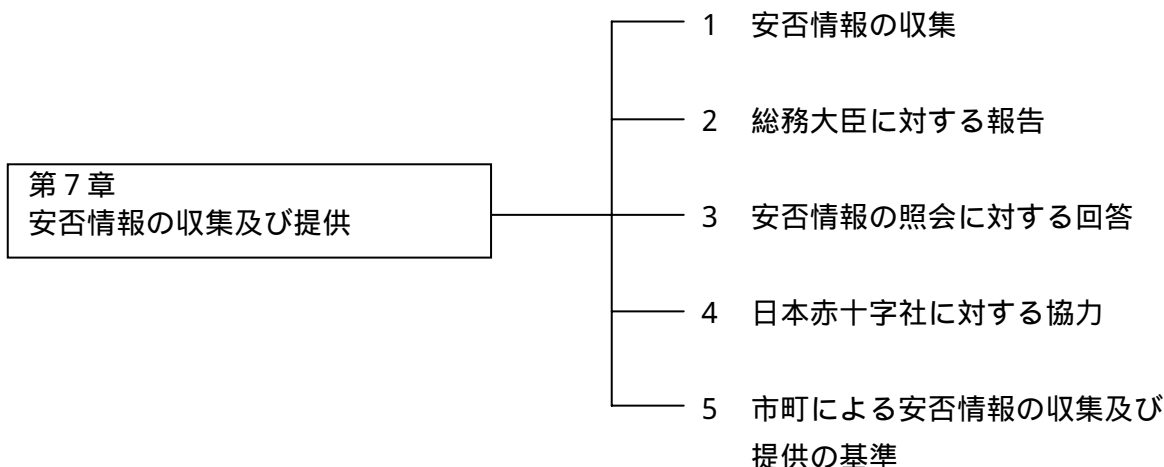 第７章
安否情報の収集及び提供
1 安否情報の収集
2 総務大臣に対する報告
3 安否情報の照会に対する回答
4 日本赤十字社に対する協力
5 市町による安否情報の収集及び
提供の基準